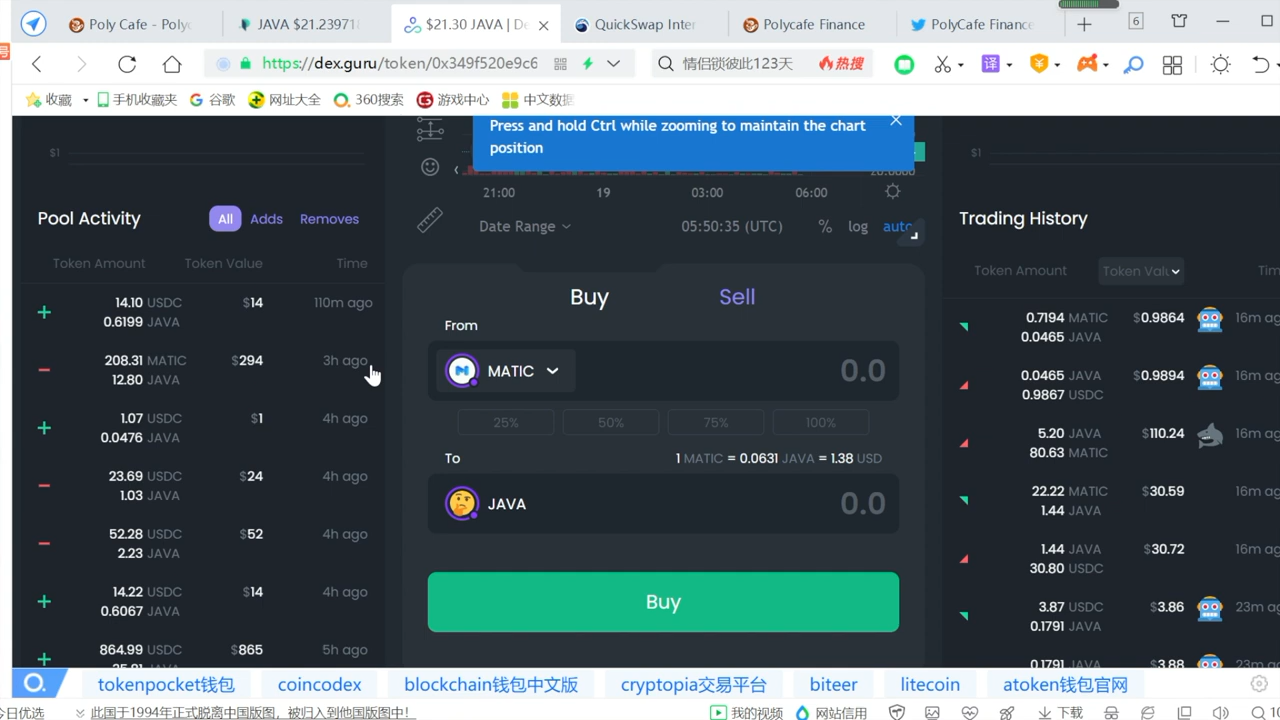 Poly Cafe - Poly
JAVA $21.23971
$21.30 JAVA | De
QuickSwap Inter
Polycafe Finance
PolyCafe Finance
6
https://dex.guru/token/0x349f520e9c6
情侣锁彼此123天
热搜
译
收藏
手机收藏夹
谷歌
网址大全
360搜索
游戏中心
中文数据
Press and hold Ctrl while zooming to maintain the chart
position
$1
21:00
19
03:00
06:00
Date Range
05:50:35 (UTC)
%
log
auto
$1
Pool Activity
All
Adds
Removes
Token Amount
Token Value
Time
14.10 USDC
0.6199 JAVA
$14
110m ago
208.31 MATIC
12.80 JAVA
$294
3h ago
1.07 USDC
0.0476 JAVA
$1
4h ago
23.69 USDC
1.03 JAVA
$24
4h ago
52.28 USDC
2.23 JAVA
$52
4h ago
14.22 USDC
0.6067 JAVA
$14
4h ago
864.99 USDC
$865
5h ago
Buy
Sell
From
MATIC
0.0
25%
50%
75%
100%
To
1 MATIC = 0.0631 JAVA = 1.38 USD
JAVA
0.0
Buy
Trading History
Token Amount
Token Valu
Tim
0.7194 MATIC
0.0465 JAVA
$0.9864
16m ag
0.0465 JAVA
0.9867 USDC
$0.9894
16m ag
5.20 JAVA
80.63 MATIC
$110.24
16m ag
22.22 MATIC
1.44 JAVA
$30.59
16m ag
1.44 JAVA
30.80 USDC
$30.72
16m ag
3.87 USDC
0.1791 JAVA
$3.86
23m ag
0.1791 JAVA
$3.88
23m ag
tokenpocket钱包
coincodex
blockchain钱包中文版
cryptopia交易平台
biteer
litecoin
atoken钱包官网
今日优选
此国于1994年正式脱离中国版图，被归入到他国版图中！
我的视频
网站信用
下载
10